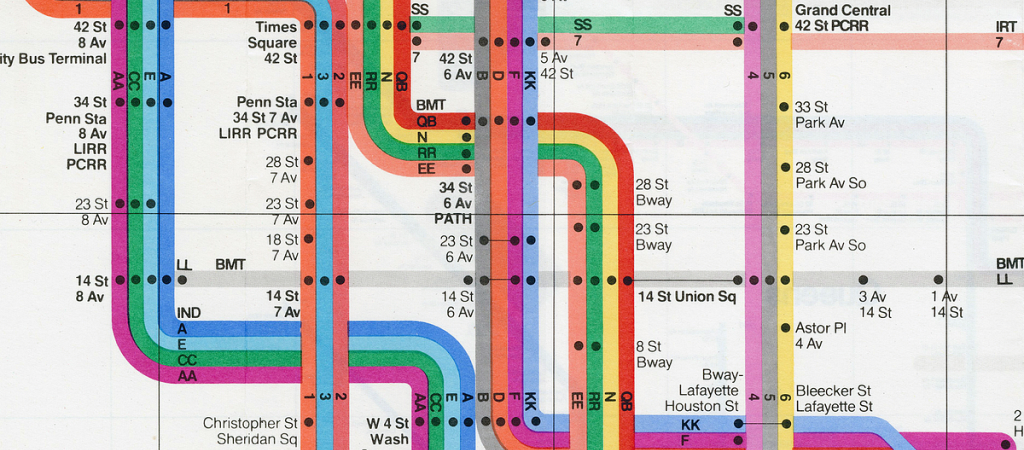 1
1
SS
SS
Grand Central
42 St
8 Av
ity Bus Terminal
Times
Square
42 St
SS
7
7
42 St
6 Av
5 Av
42 St
42 St PCRR
IRT
7
AA
CC
E
A
1
3
2
EE
RR
N
QB
B
D
F
KK
4
5
6
34 St
Penn Sta
8 Av
LIRR
PCRR
Penn Sta
34 St 7 Av
LIRR PCRR
BMT
QB
N
RR
EE
33 St
Park Av
28 St
7 Av
34 St
6 Av
PATH
28 St
Bway
28 St
Park Av So
23 St
8 Av
23 St
7 Av
18 St
7 Av
23 St
6 Av
23 St
Bway
23 St
Park Av So
LL
BMT
BMT
LL
14 St
8 Av
14 St
7 Av
14 St
6 Av
14 St Union Sq
3 Av
14 St
1 Av
14 St
IND
A
E
CC
AA
8 St
Bway
Astor Pl
4 Av
1
3
2
AA
CC
E
A
B
D
F
KK
EE
RR
N
QB
Bway-
Lafayette
Houston St
4
5
6
Bleecker St
Lafayette St
Christopher St
Sheridan Sq
W 4 St
Wash
KK
F
2
H